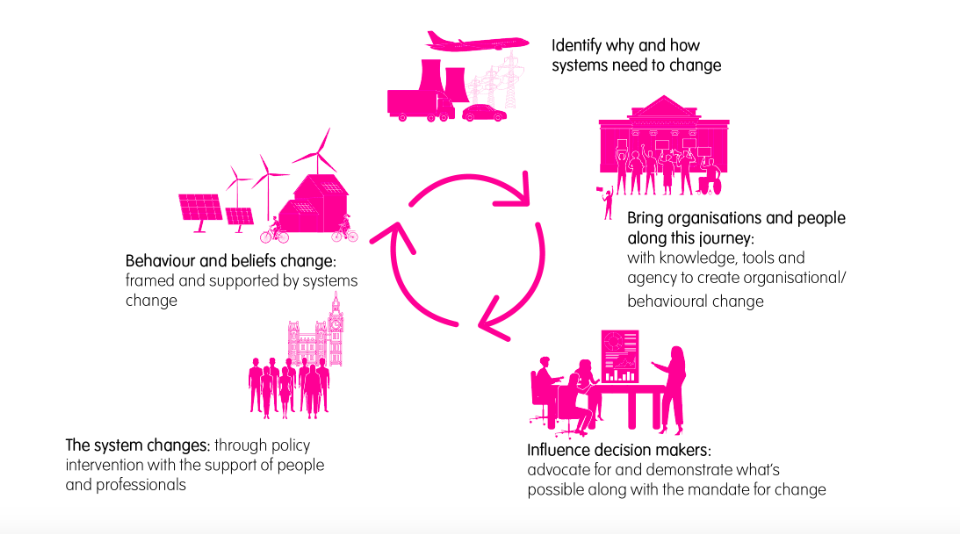 Identify why and how
systems need to change
Bring organisations and people
along this journey:
with knowledge, tools and
agency to create organisational/
behavioural change
Influence decision makers:
advocate for and demonstrate what's
possible along with the mandate for change
The system changes: through policy
intervention with the support of people
and professionals
Behaviour and beliefs change:
framed and supported by systems
change